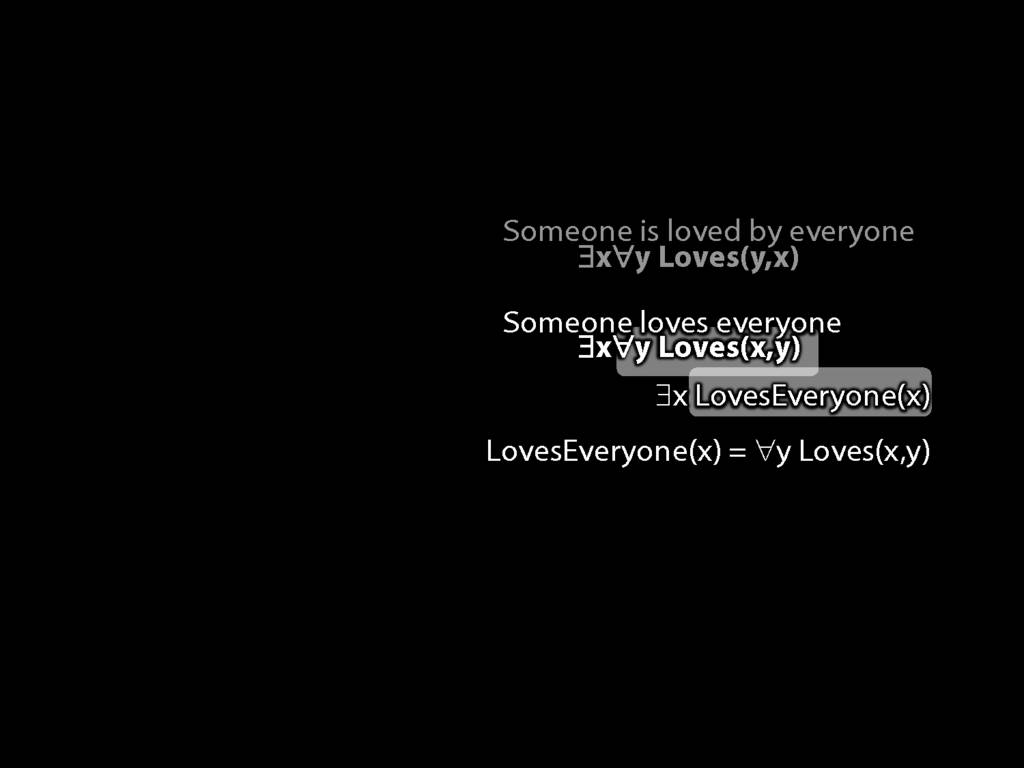 Someone is loved by everyone
∃x∀y Loves(y,x)
Someone loves everyone
∃x∀y Loves(x,y)
∃x LovesEveryone(x)
LovesEveryone(x) = ∀y Loves(x,y)